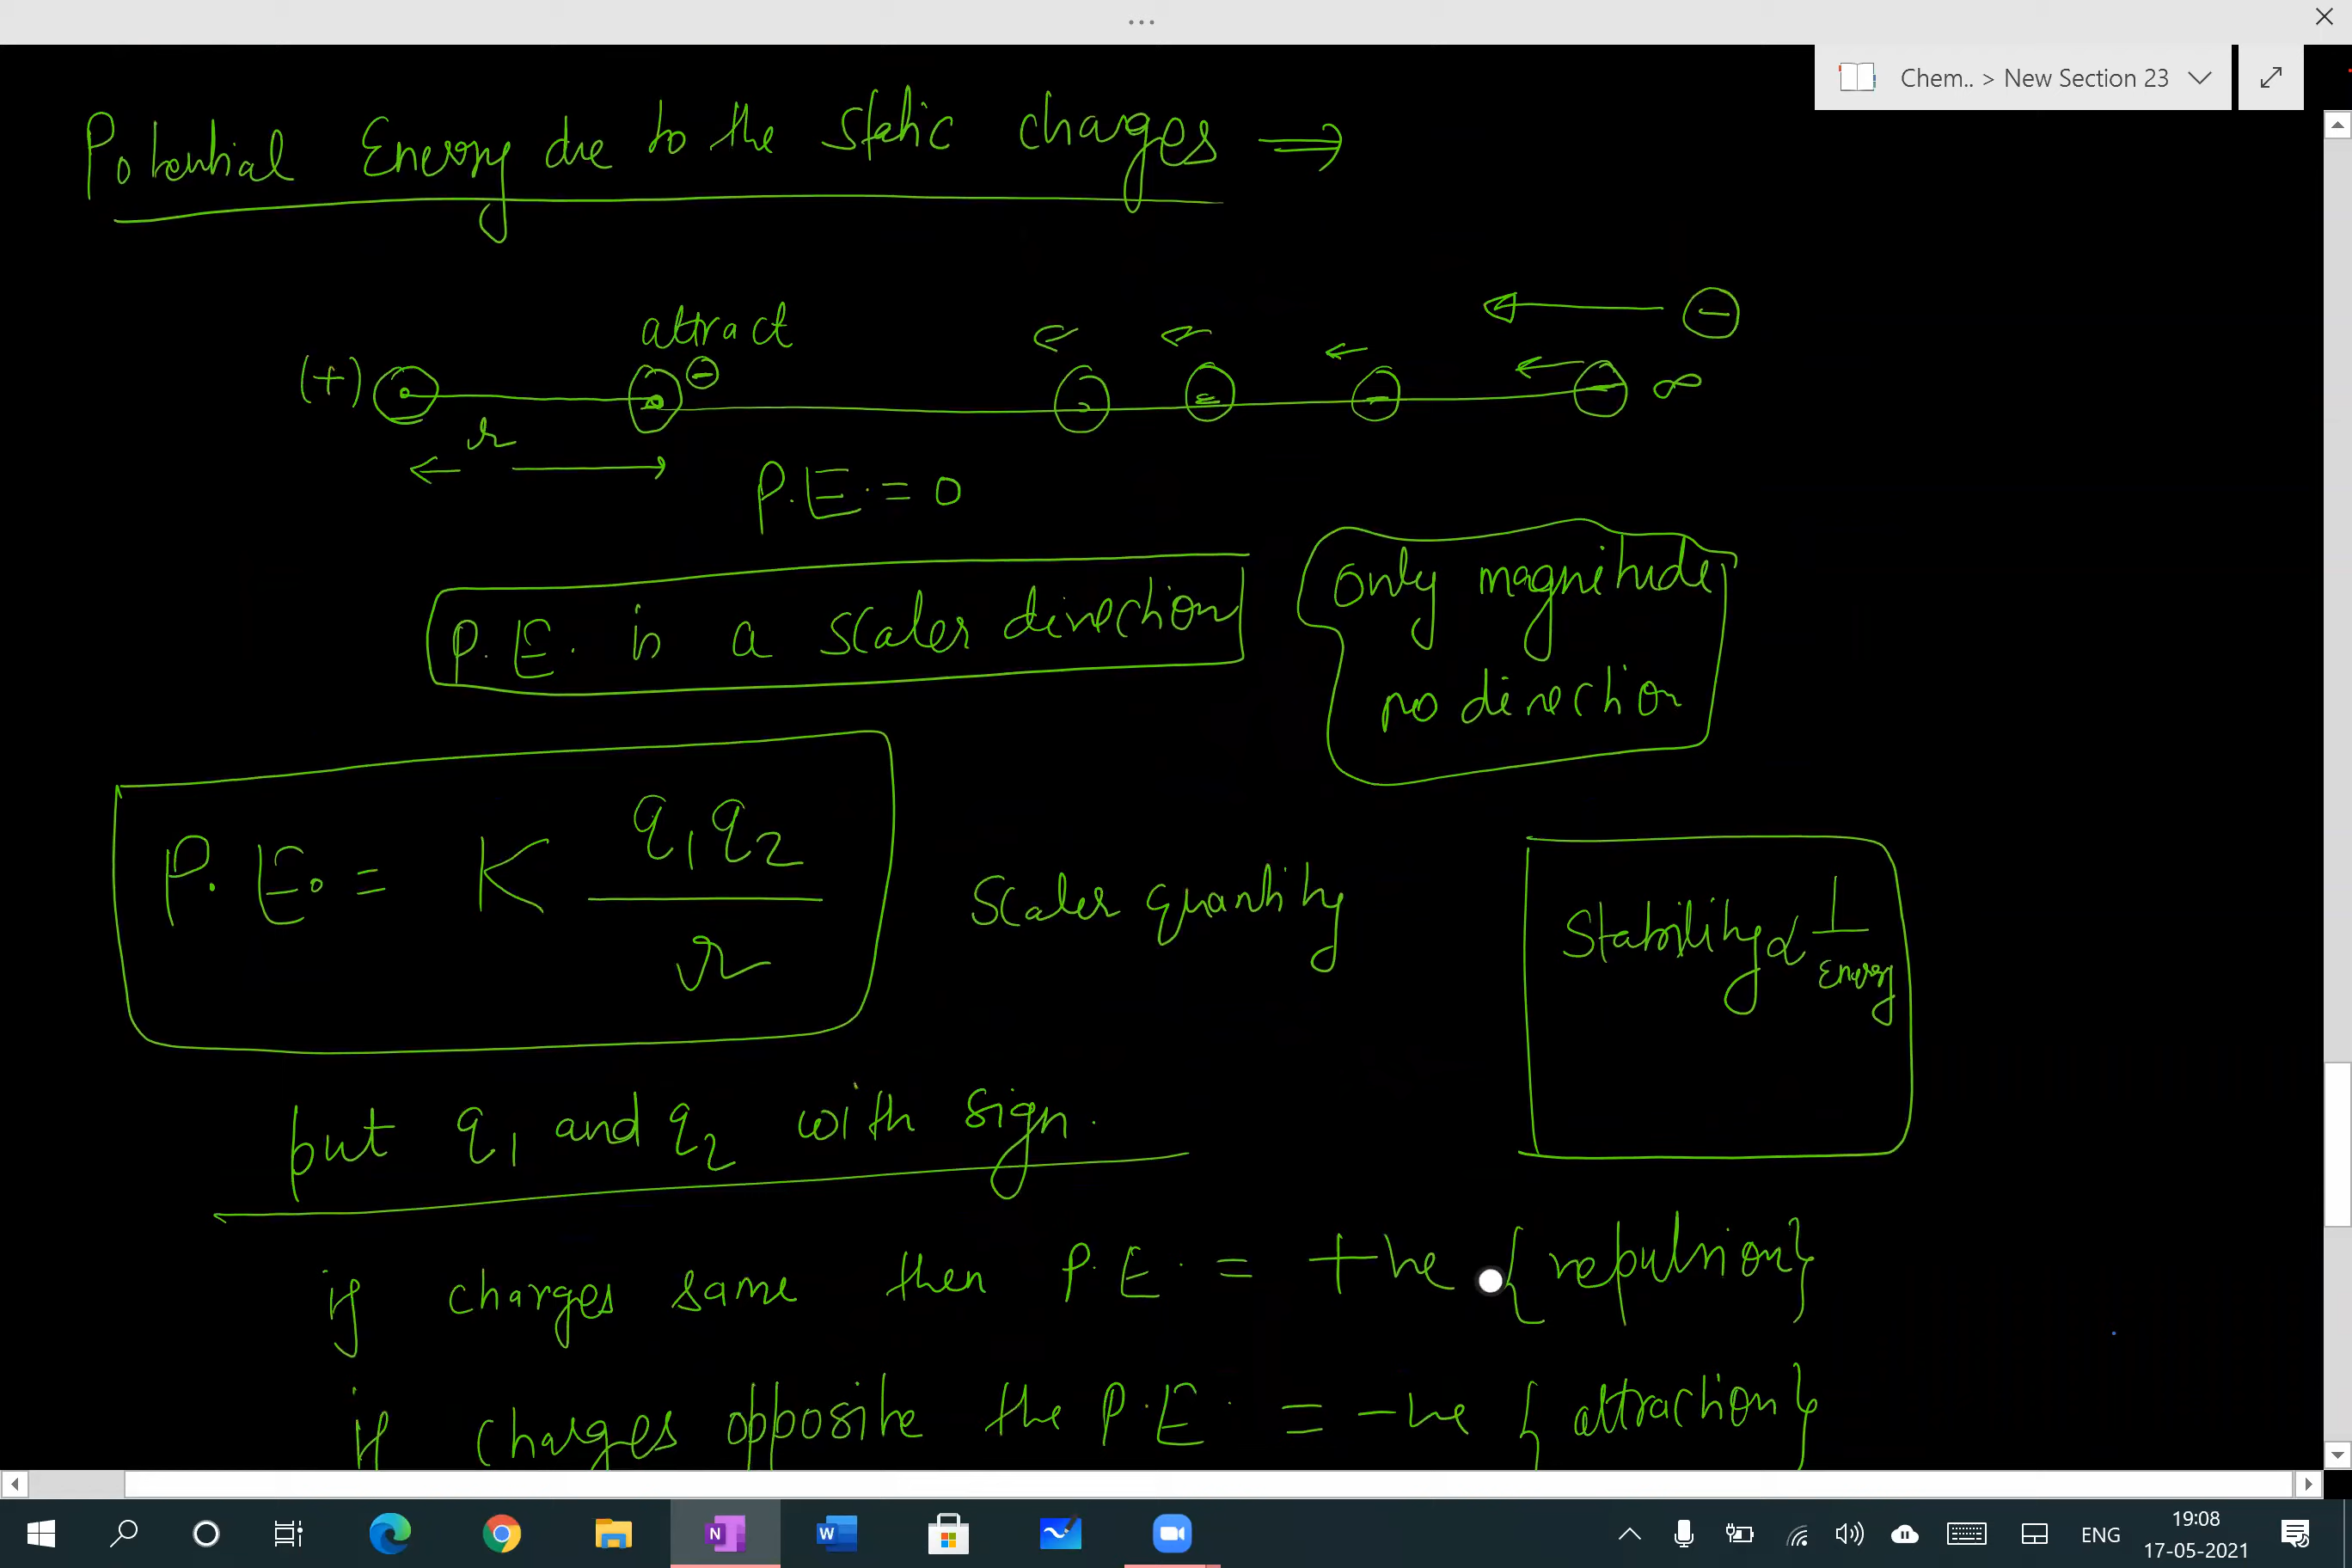 Chem.. > New Section 23
Potential Energy due to the static charges ⇒
attract
(+) ⊖ ∞
r
P.E. = 0
P.E. is a scaler direction
only magnitude,
no direction
P.E. = K q1q2 / r
Scaler quantity
Stability ∝ 1 / Energy
but q1 and q2 with sign.
if charges same then P.E. = +ve { repulsion}
if charges opposite the P.E. = -ve { attraction}
ENG
19:08
17-05-2021